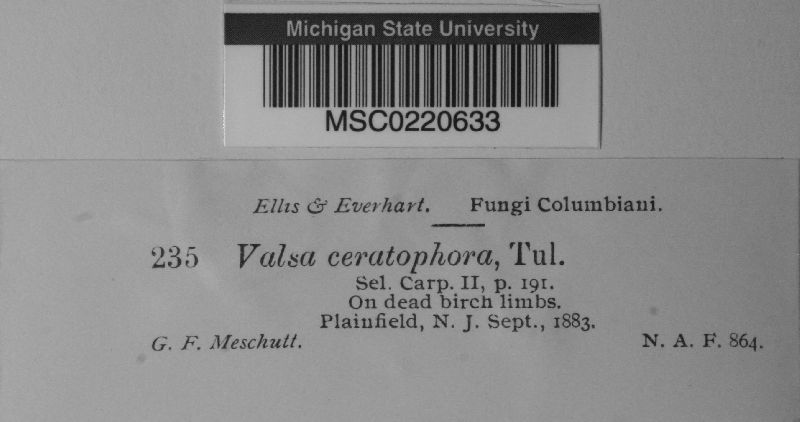 Michigan State University
MSC0220633
Ellis & Everhart. Fungi Columbiani.
235 Valsa ceratophora, Tul.
Sel. Carp. II, p. 191.
On dead birch limbs.
Plainfield, N. J. Sept., 1883.
G. F. Meschutt. N. A. F. 864.